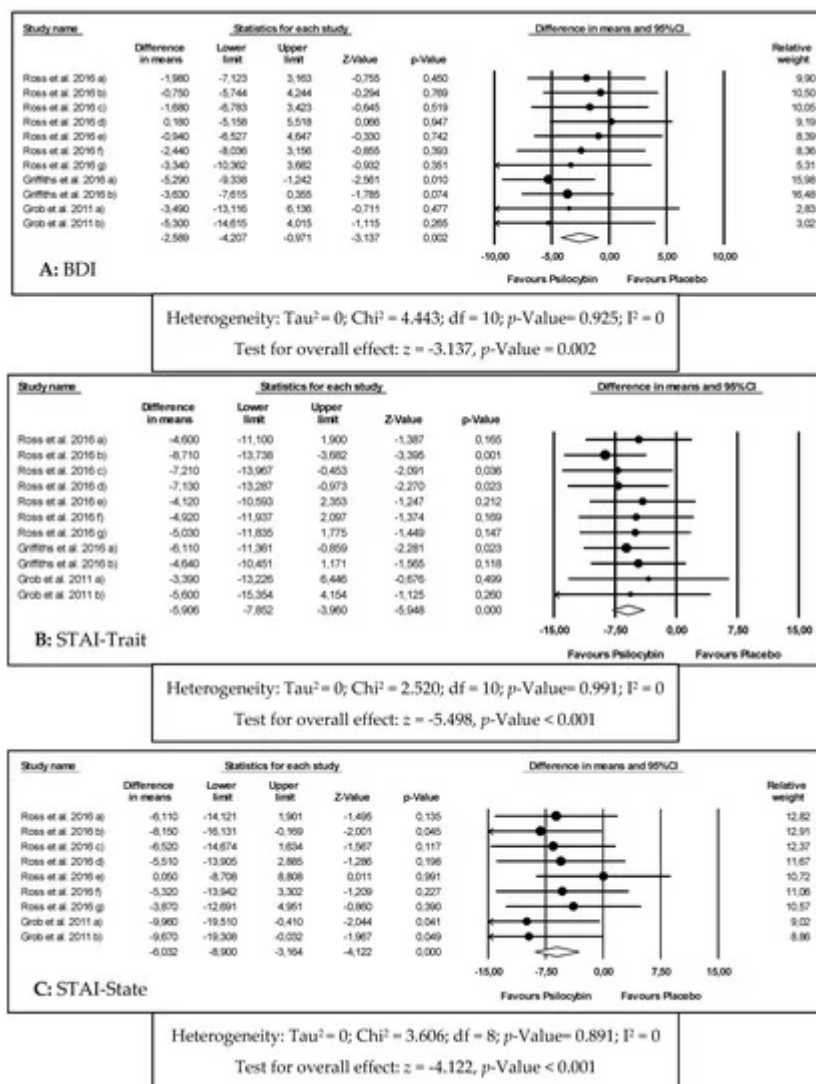 Study name Statistics for each study Difference in means and 95%CI
Difference in means Lower limit Upper limit Z-Value p-Value Relative weight
Ross et al. 2016 a) -1,980 -7,123 3,163 -0,755 0,450 9,90
Ross et al. 2016 b) -0,750 -5,744 4,244 -0,294 0,769 10,50
Ross et al. 2016 c) -1,680 -6,783 3,423 -0,645 0,519 10,05
Ross et al. 2016 d) 0,180 -5,158 5,518 0,066 0,947 9,19
Ross et al. 2016 e) -0,940 -6,527 4,647 -0,330 0,742 8,39
Ross et al. 2016 f) -2,440 -8,036 3,156 -0,855 0,393 8,36
Ross et al. 2016 g) -3,340 -10,362 3,682 -0,932 0,351 5,31
Griffiths et al. 2016 a) -5,290 -9,338 -1,242 -2,561 0,010 15,98
Griffiths et al. 2016 b) -3,630 -7,615 0,355 -1,785 0,074 16,48
Grob et al. 2011 a) -3,490 -13,116 6,136 -0,711 0,477 2,83
Grob et al. 2011 b) -5,300 -14,615 4,015 -1,115 0,265 3,02
-2,589 -4,207 -0,971 -3,137 0,002
-10,00 -5,00 0,00 5,00 10,00
A: BDI
Favours Psilocybin Favours Placebo
Heterogeneity: Tau² = 0; Chi² = 4.443; df = 10; p-Value= 0.925; I² = 0
Test for overall effect: z = -3.137, p-Value = 0.002
Study name Statistics for each study Difference in means and 95%CI
Difference in means Lower limit Upper limit Z-Value p-Value
Ross et al. 2016 a) -4,600 -11,100 1,900 -1,387 0,165
Ross et al. 2016 b) -8,710 -13,738 -3,682 -3,395 0,001
Ross et al. 2016 c) -7,210 -13,967 -0,453 -2,091 0,036
Ross et al. 2016 d) -7,130 -13,287 -0,973 -2,270 0,023
Ross et al. 2016 e) -4,120 -10,593 2,353 -1,247 0,212
Ross et al. 2016 f) -4,920 -11,937 2,097 -1,374 0,169
Ross et al. 2016 g) -5,030 -11,835 1,775 -1,449 0,147
Griffiths et al. 2016 a) -6,110 -11,361 -0,859 -2,281 0,023
Griffiths et al. 2016 b) -4,640 -10,451 1,171 -1,565 0,118
Grob et al. 2011 a) -3,390 -13,226 6,446 -0,676 0,499
Grob et al. 2011 b) -5,600 -15,354 4,154 -1,125 0,260
-5,906 -7,852 -3,960 -5,948 0,000
-15,00 -7,50 0,00 7,50 15,00
B: STAI-Trait
Favours Psilocybin Favours Placebo
Heterogeneity: Tau² = 0; Chi² = 2.520; df = 10; p-Value= 0.991; I² = 0
Test for overall effect: z = -5.498, p-Value < 0.001
Study name Statistics for each study Difference in means and 95%CI
Difference in means Lower limit Upper limit Z-Value p-Value Relative weight
Ross et al. 2016 a) -6,110 -14,121 1,901 -1,495 0,135 12,82
Ross et al. 2016 b) -8,150 -16,131 -0,169 -2,001 0,045 12,91
Ross et al. 2016 c) -6,520 -14,674 1,634 -1,567 0,117 12,37
Ross et al. 2016 d) -5,510 -13,905 2,885 -1,286 0,198 11,67
Ross et al. 2016 e) 0,050 -8,708 8,808 0,011 0,991 10,72
Ross et al. 2016 f) -5,320 -13,942 3,302 -1,209 0,227 11,06
Ross et al. 2016 g) -3,870 -12,691 4,951 -0,860 0,390 10,57
Grob et al. 2011 a) -9,960 -19,510 -0,410 -2,044 0,041 9,02
Grob et al. 2011 b) -9,670 -19,308 -0,032 -1,967 0,049 8,86
-6,032 -8,900 -3,164 -4,122 0,000
-15,00 -7,50 0,00 7,50 15,00
C: STAI-State
Favours Psilocybin Favours Placebo
Heterogeneity: Tau² = 0; Chi² = 3.606; df = 8; p-Value= 0.891; I² = 0
Test for overall effect: z = -4.122, p-Value < 0.001